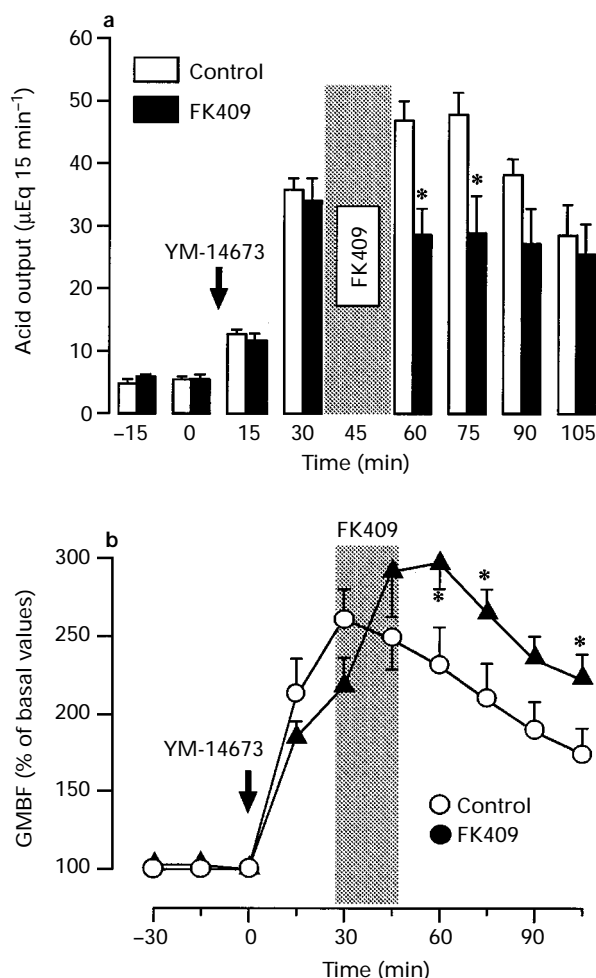 a
60
50
40
30
20
10
0
Acid output (µEq 15 min⁻¹)
Control
FK409
YM-14673
FK409
*
*
–15 0 15 30 45 60 75 90 105
Time (min)
b
FK409
300
250
200
150
100
GMBF (% of basal values)
YM-14673
*
*
*
Control
FK409
–30 0 30 60 90
Time (min)